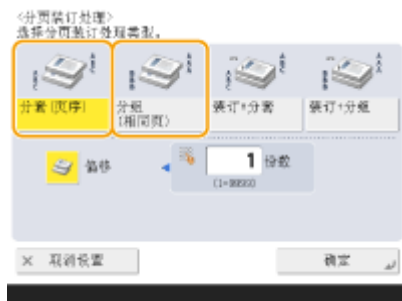 <分页装订处理>
选择分页装订处理类型。
分套(页序)
分组
(相同页)
装订+分套
装订+分组
偏移
1 份数
(1~9999)
× 取消设置
确定